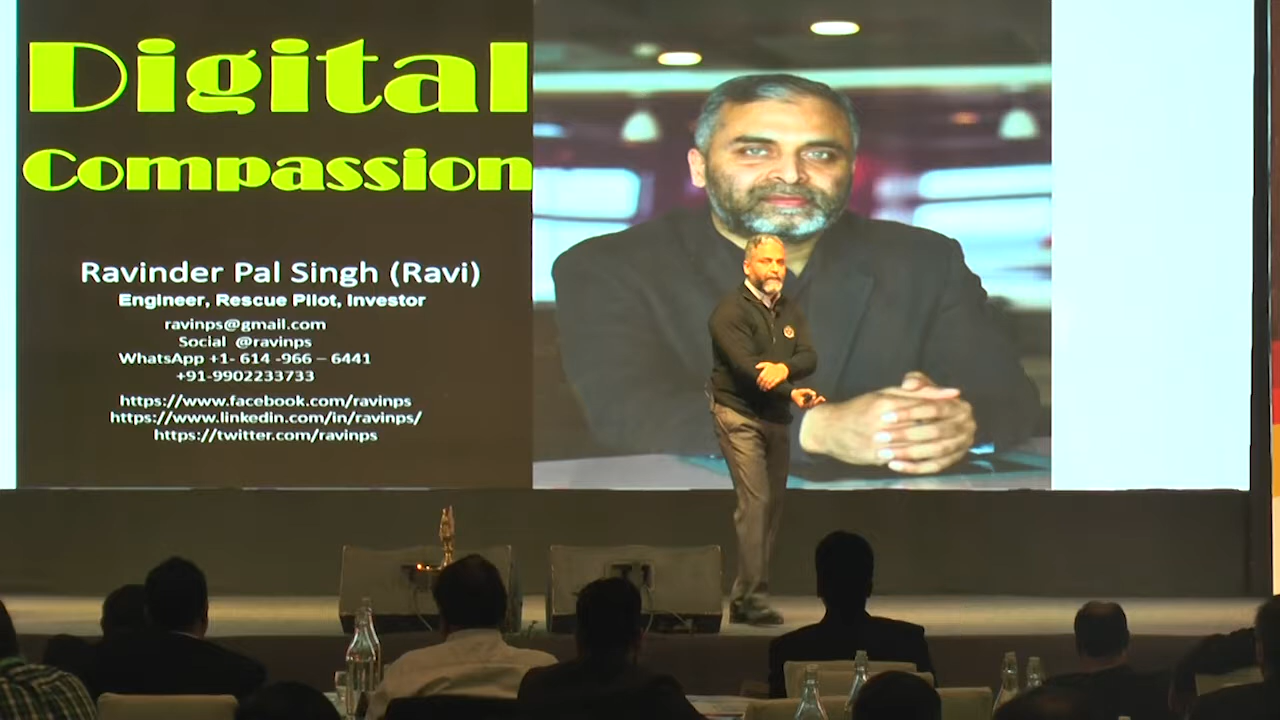 Digital
Compassion
Ravinder Pal Singh (Ravi)
Engineer, Rescue Pilot, Investor
ravinps@gmail.com
Social @ravinps
WhatsApp +1- 614 -966 – 6441
+91-9902233733
https://www.facebook.com/ravinps
https://www.linkedin.com/in/ravinps/
https://twitter.com/ravinps